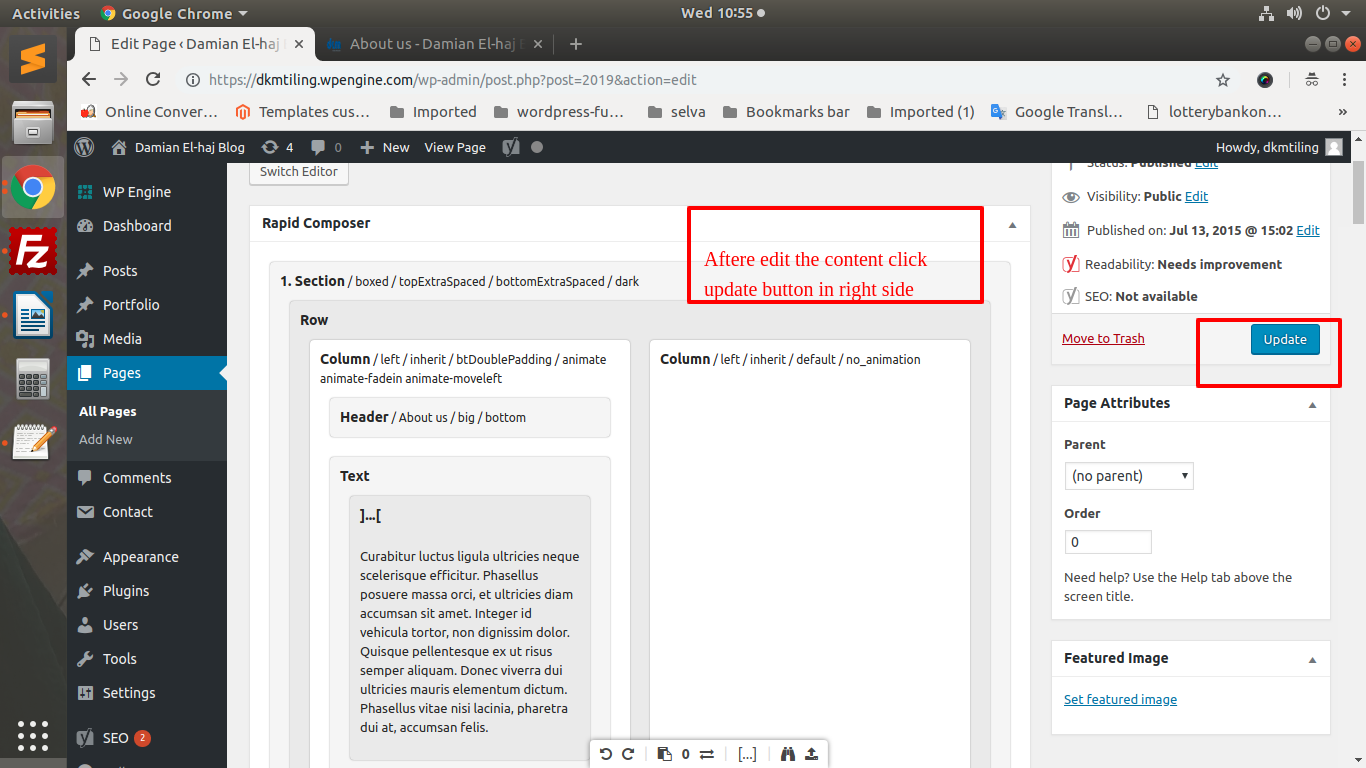 Activities
Google Chrome
Wed 10:55
Edit Page ‹ Damian El-haj
About us - Damian El-haj
https://dkmtiling.wpengine.com/wp-admin/post.php?post=2019&action=edit
Online Conver…
Templates cus…
Imported
wordpress-fu…
selva
Bookmarks bar
Imported (1)
Google Transl…
lotterybankon…
»
Damian El-haj Blog
4
0
New
View Page
Howdy, dkmtiling
WP Engine
Dashboard
Posts
Portfolio
Media
Pages
All Pages
Add New
Comments
Contact
Appearance
Plugins
Users
Tools
Settings
SEO 2
Switch Editor
Rapid Composer
Aftere edit the content click
update button in right side
1. Section / boxed / topExtraSpaced / bottomExtraSpaced / dark
Row
Column / left / inherit / btDoublePadding / animate
animate-fadein animate-moveleft
Header / About us / big / bottom
Text
]...[
Curabitur luctus ligula ultricies neque
scelerisque efficitur. Phasellus
posuere massa orci, et ultricies diam
accumsan sit amet. Integer id
vehicula tortor, non dignissim dolor.
Quisque pellentesque ex ut risus
semper aliquam. Donec viverra dui
ultricies mauris elementum dictum.
Phasellus vitae nisi lacinia, pharetra
dui at, accumsan felis.
Column / left / inherit / default / no_animation
0
[...]
Status: Published Edit
Visibility: Public Edit
Published on: Jul 13, 2015 @ 15:02 Edit
Readability: Needs improvement
SEO: Not available
Move to Trash
Update
Page Attributes
Parent
(no parent)
Order
0
Need help? Use the Help tab above the
screen title.
Featured Image
Set featured image